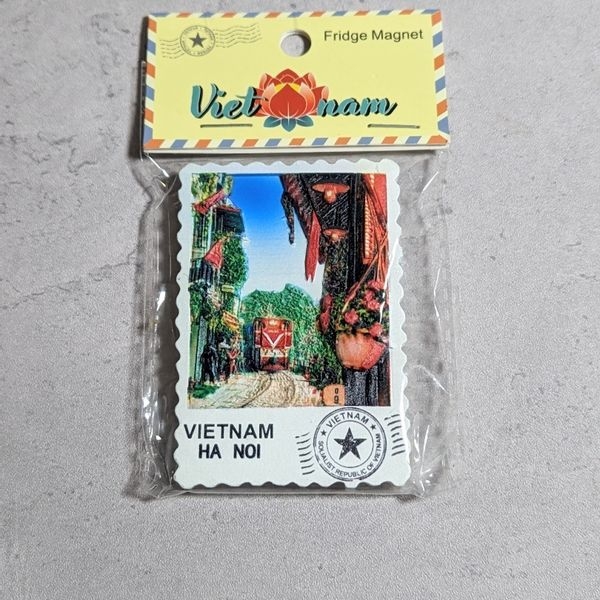 Fridge Magnet
Vietnam
VIETNAM
HA NOI
VIETNAM
SOCIALIST REPUBLIC OF VIETNAM